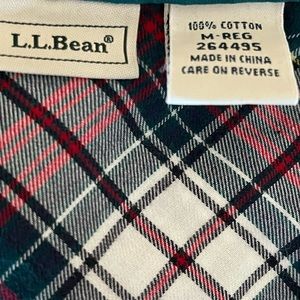 L.L.Bean®
100% COTTON
M-REG
264495
MADE IN CHINA
CARE ON REVERSE